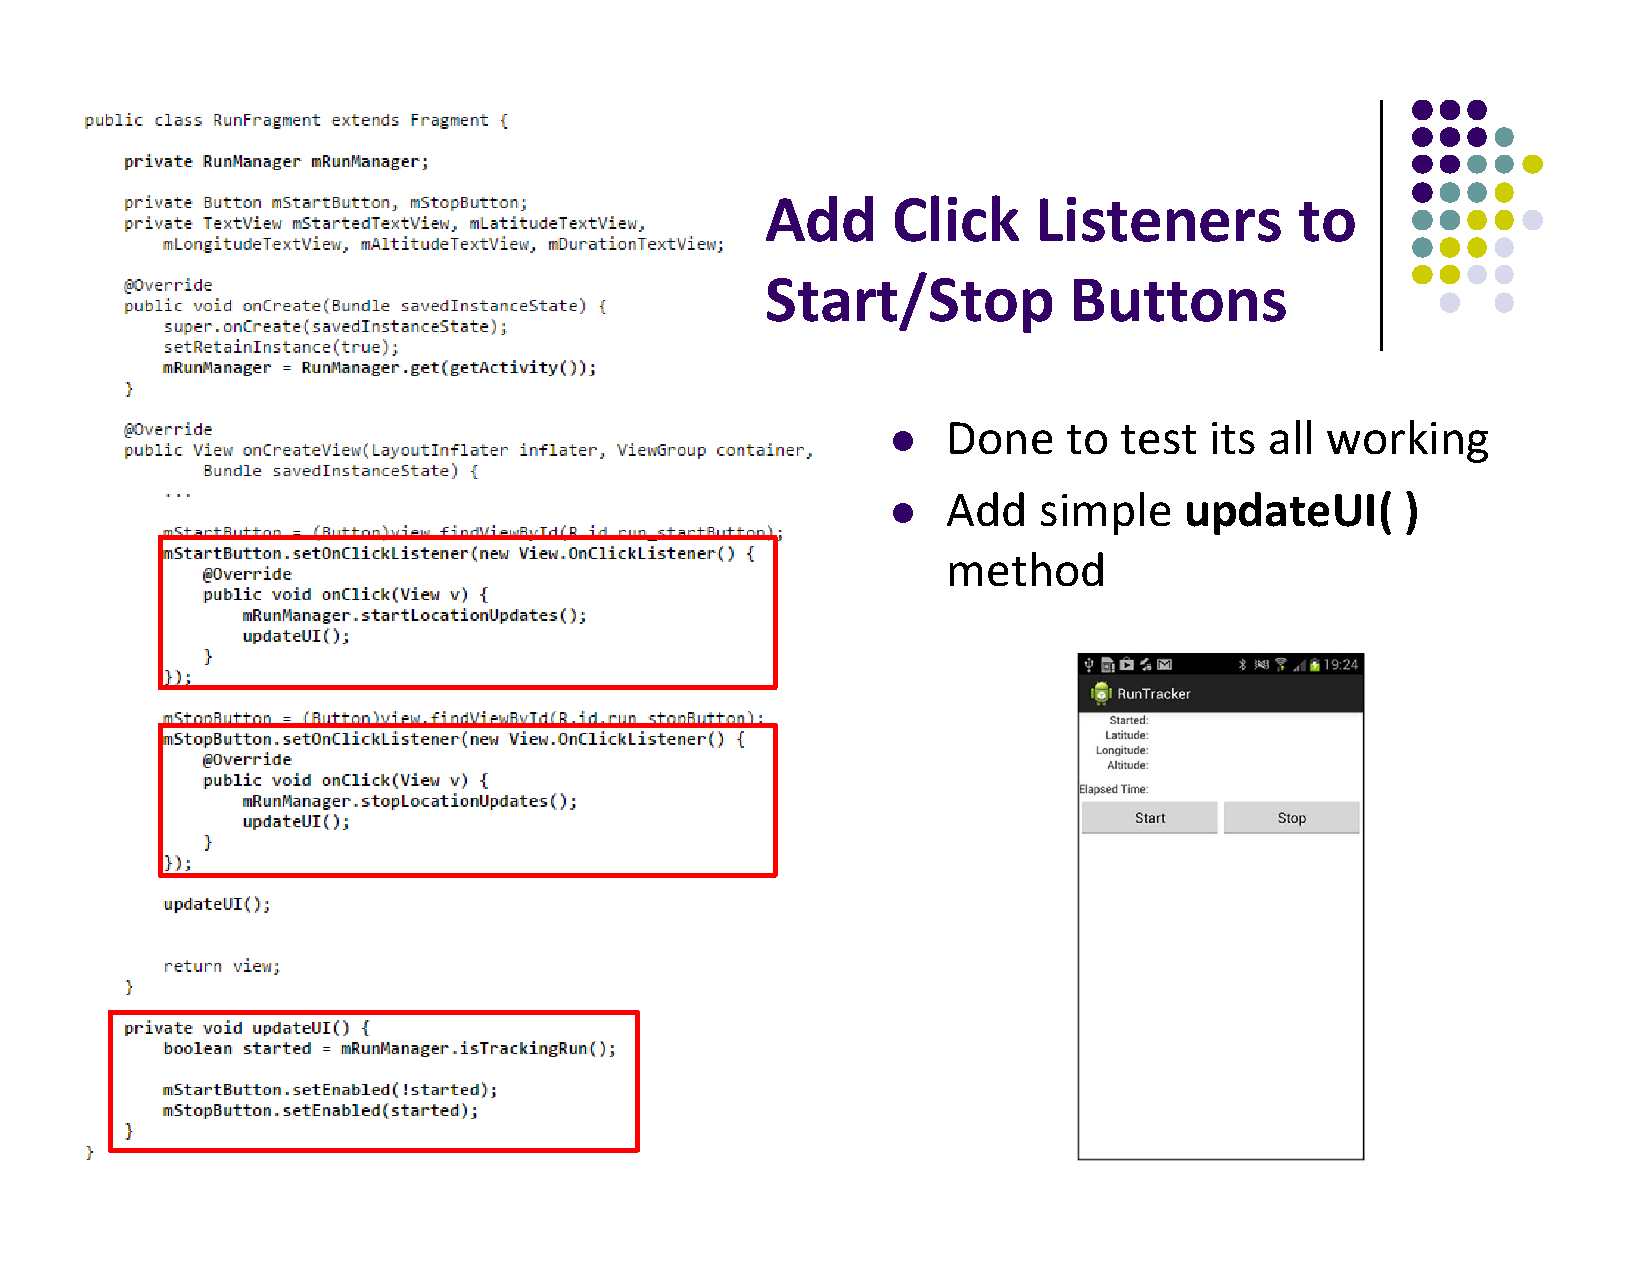 public class RunFragment extends Fragment {
private RunManager mRunManager;
private Button mStartButton, mStopButton;
private TextView mStartedTextView, mLatitudeTextView,
mLongitudeTextView, mAltitudeTextView, mDurationTextView;
@Override
public void onCreate(Bundle savedInstanceState) {
super.onCreate(savedInstanceState);
setRetainInstance(true);
mRunManager = RunManager.get(getActivity());
}
@Override
public View onCreateView(LayoutInflater inflater, ViewGroup container,
Bundle savedInstanceState) {
...
mStartButton = (Button)view.findViewById(R.id.run_startButton);
mStartButton.setOnClickListener(new View.OnClickListener() {
@Override
public void onClick(View v) {
mRunManager.startLocationUpdates();
updateUI();
}
});
mStopButton = (Button)view.findViewById(R.id.run_stopButton);
mStopButton.setOnClickListener(new View.OnClickListener() {
@Override
public void onClick(View v) {
mRunManager.stopLocationUpdates();
updateUI();
}
});
updateUI();
return view;
}
private void updateUI() {
boolean started = mRunManager.isTrackingRun();
mStartButton.setEnabled(!started);
mStopButton.setEnabled(started);
}
}
Add Click Listeners to
Start/Stop Buttons
● Done to test its all working
● Add simple updateUI( )
method
19:24
RunTracker
Started:
Latitude:
Longitude:
Altitude:
Elapsed Time:
Start Stop